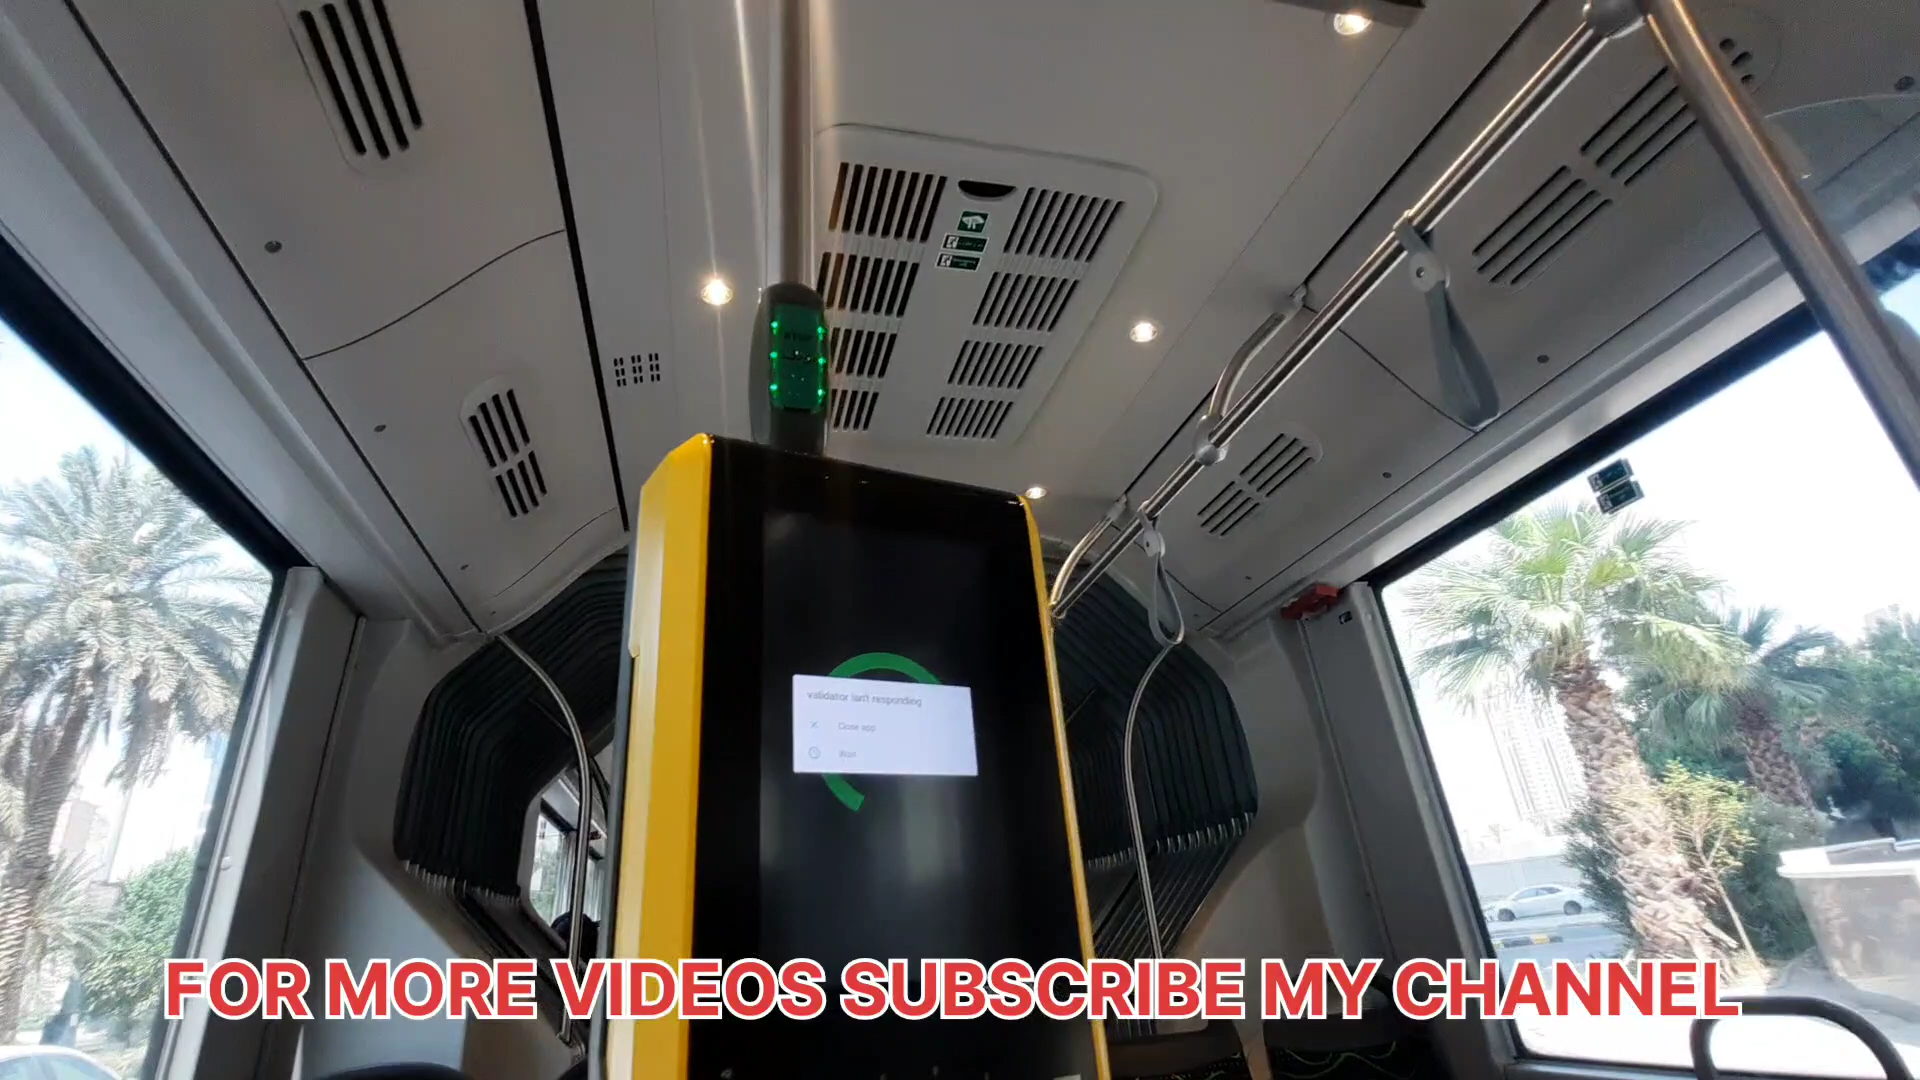 validator isn't responding
Close app
Wait
FOR MORE VIDEOS SUBSCRIBE MY CHANNEL